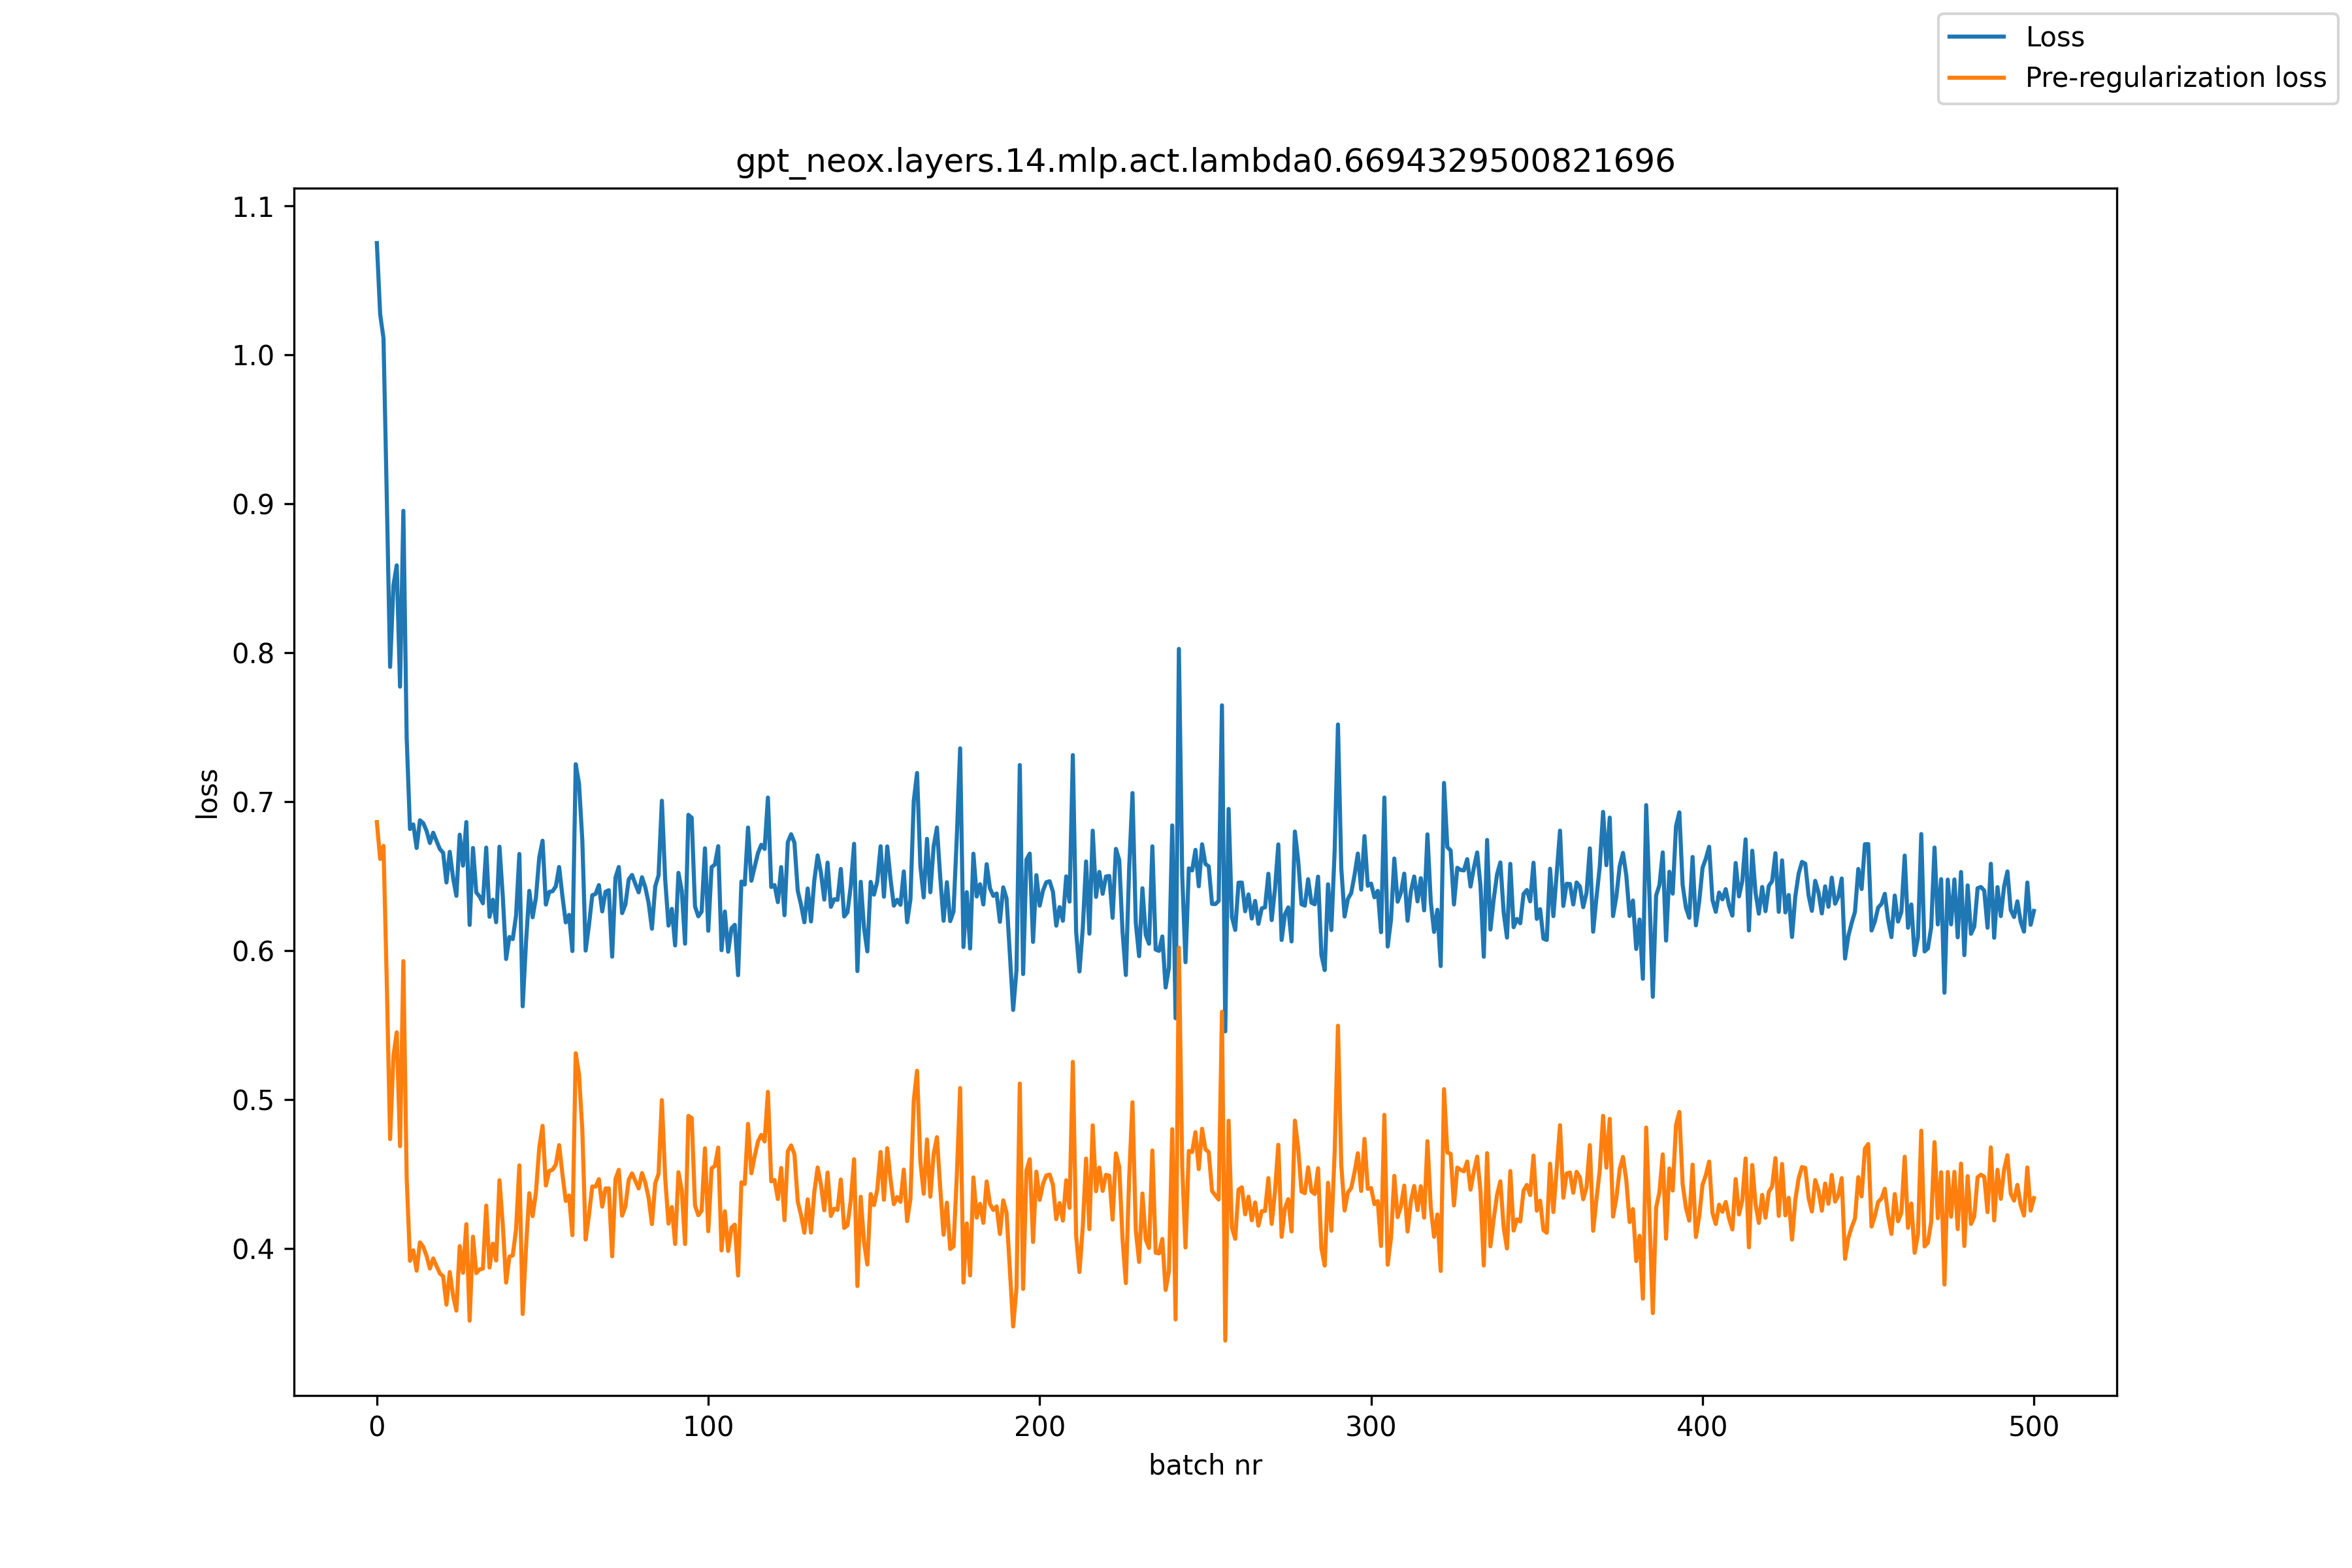 Loss
Pre-regularization loss
gpt_neox.layers.14.mlp.act.lambda0.6694329500821696
1.1
1.0
0.9
0.8
0.7
0.6
0.5
0.4
loss
0 100 200 300 400 500
batch nr